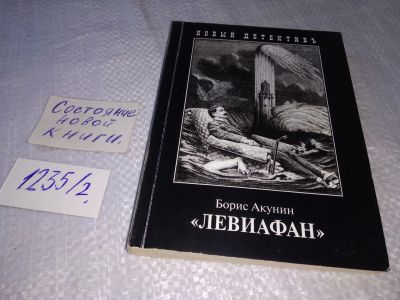 НОВЫЙ ДЕТЕКТИВЪ
Борис Акунин
«ЛЕВИАФАН»
Состояние
новой
книги.
1235/2.